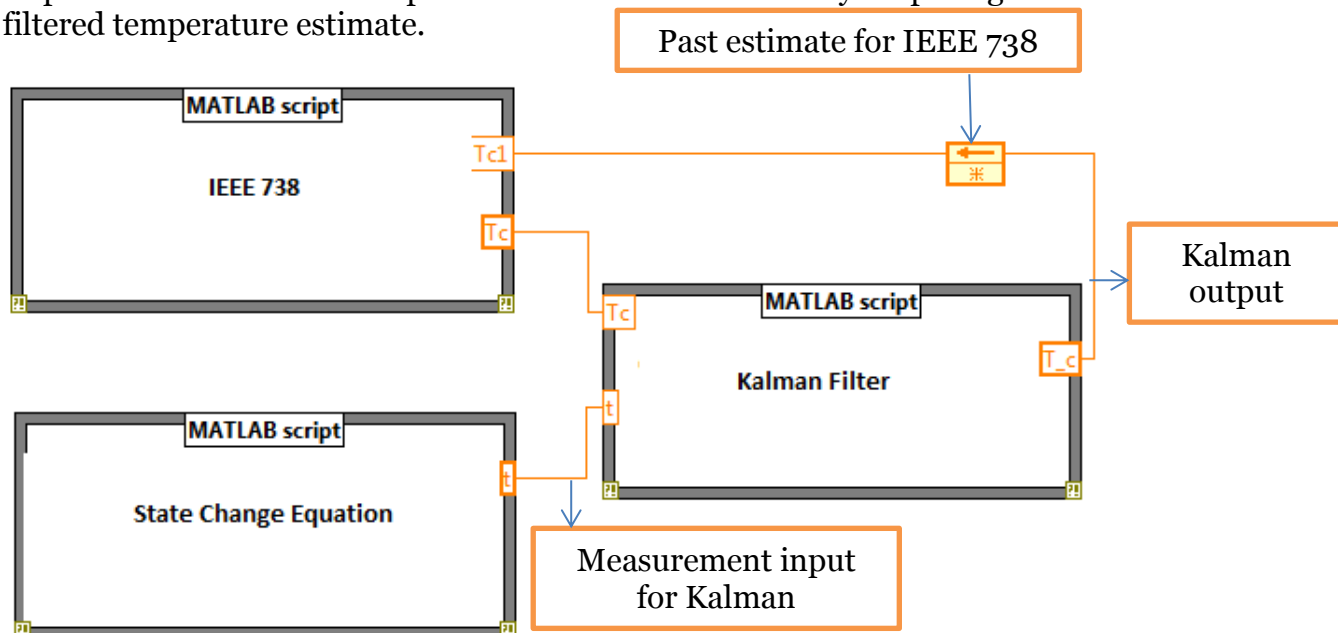 filtered temperature estimate.
Past estimate for IEEE 738
MATLAB script
Tc1
IEEE 738
Tc
Kalman
output
MATLAB script
Tc
T_c
Kalman Filter
t
MATLAB script
t
State Change Equation
Measurement input
for Kalman